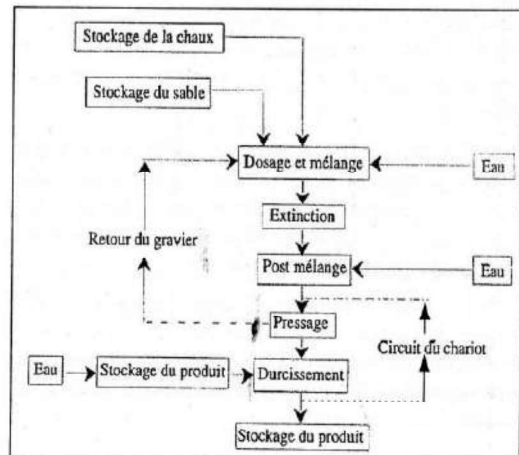 Stockage de la chaux
Stockage du sable
Dosage et mélange
Eau
Extinction
Retour du gravier
Post mélange
Eau
Pressage
Circuit du chariot
Eau
Stockage du produit
Durcissement
Stockage du produit